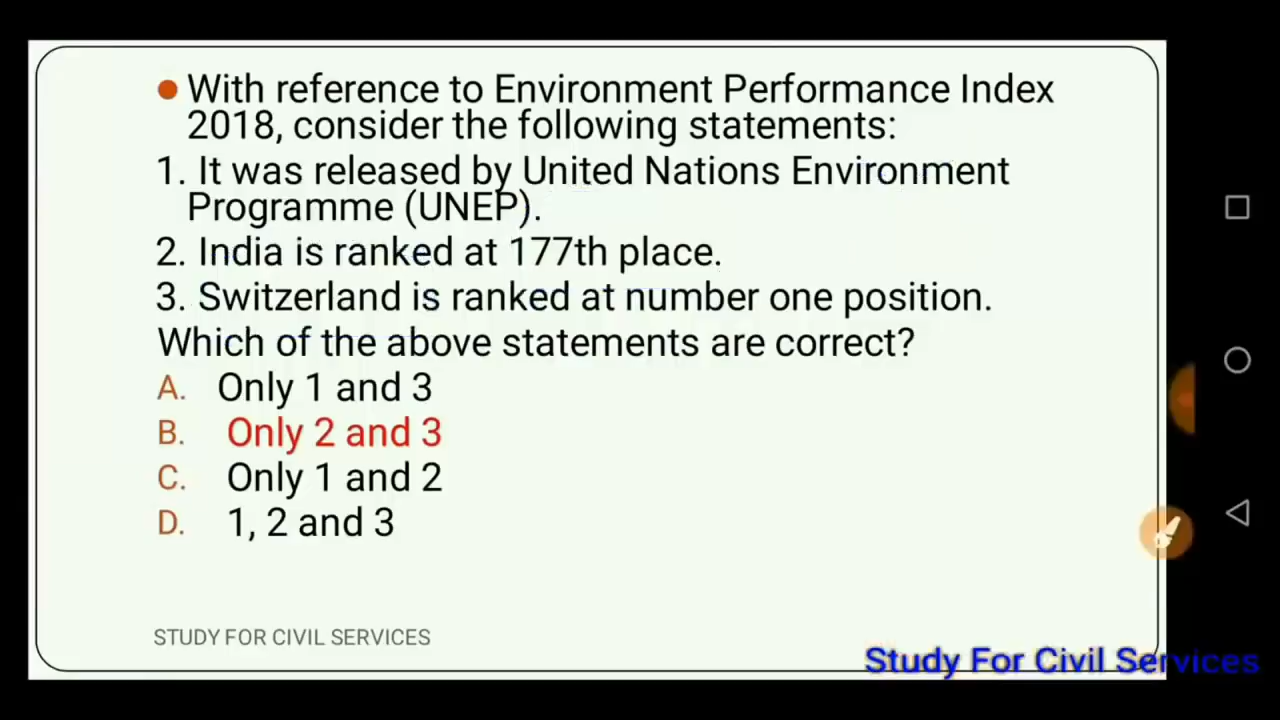 With reference to Environment Performance Index
2018, consider the following statements:
1. It was released by United Nations Environment
Programme (UNEP).
2. India is ranked at 177th place.
3. Switzerland is ranked at number one position.
Which of the above statements are correct?
A. Only 1 and 3
B. Only 2 and 3
C. Only 1 and 2
D. 1, 2 and 3
STUDY FOR CIVIL SERVICES
Study For Civil Services